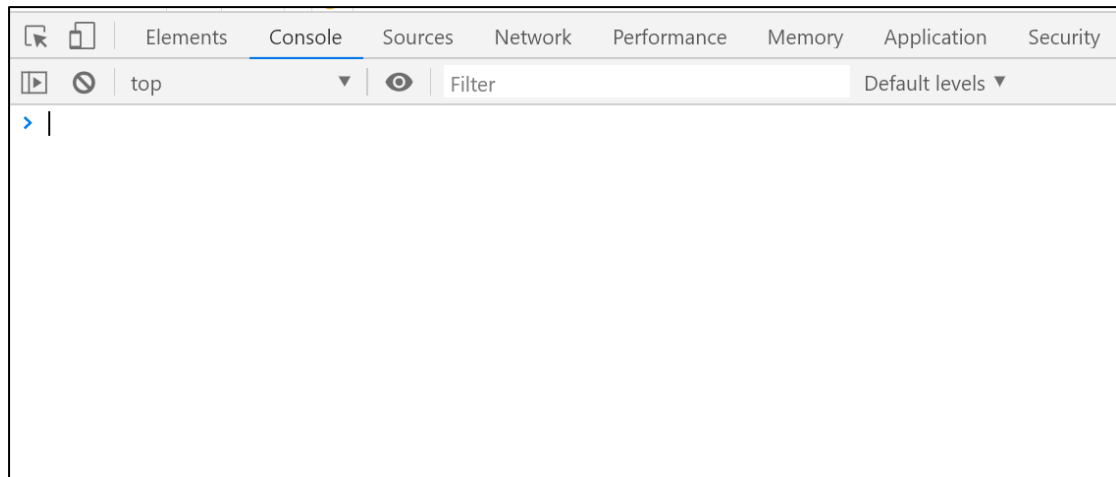 Elements Console Sources Network Performance Memory Application Security
top Filter Default levels
>